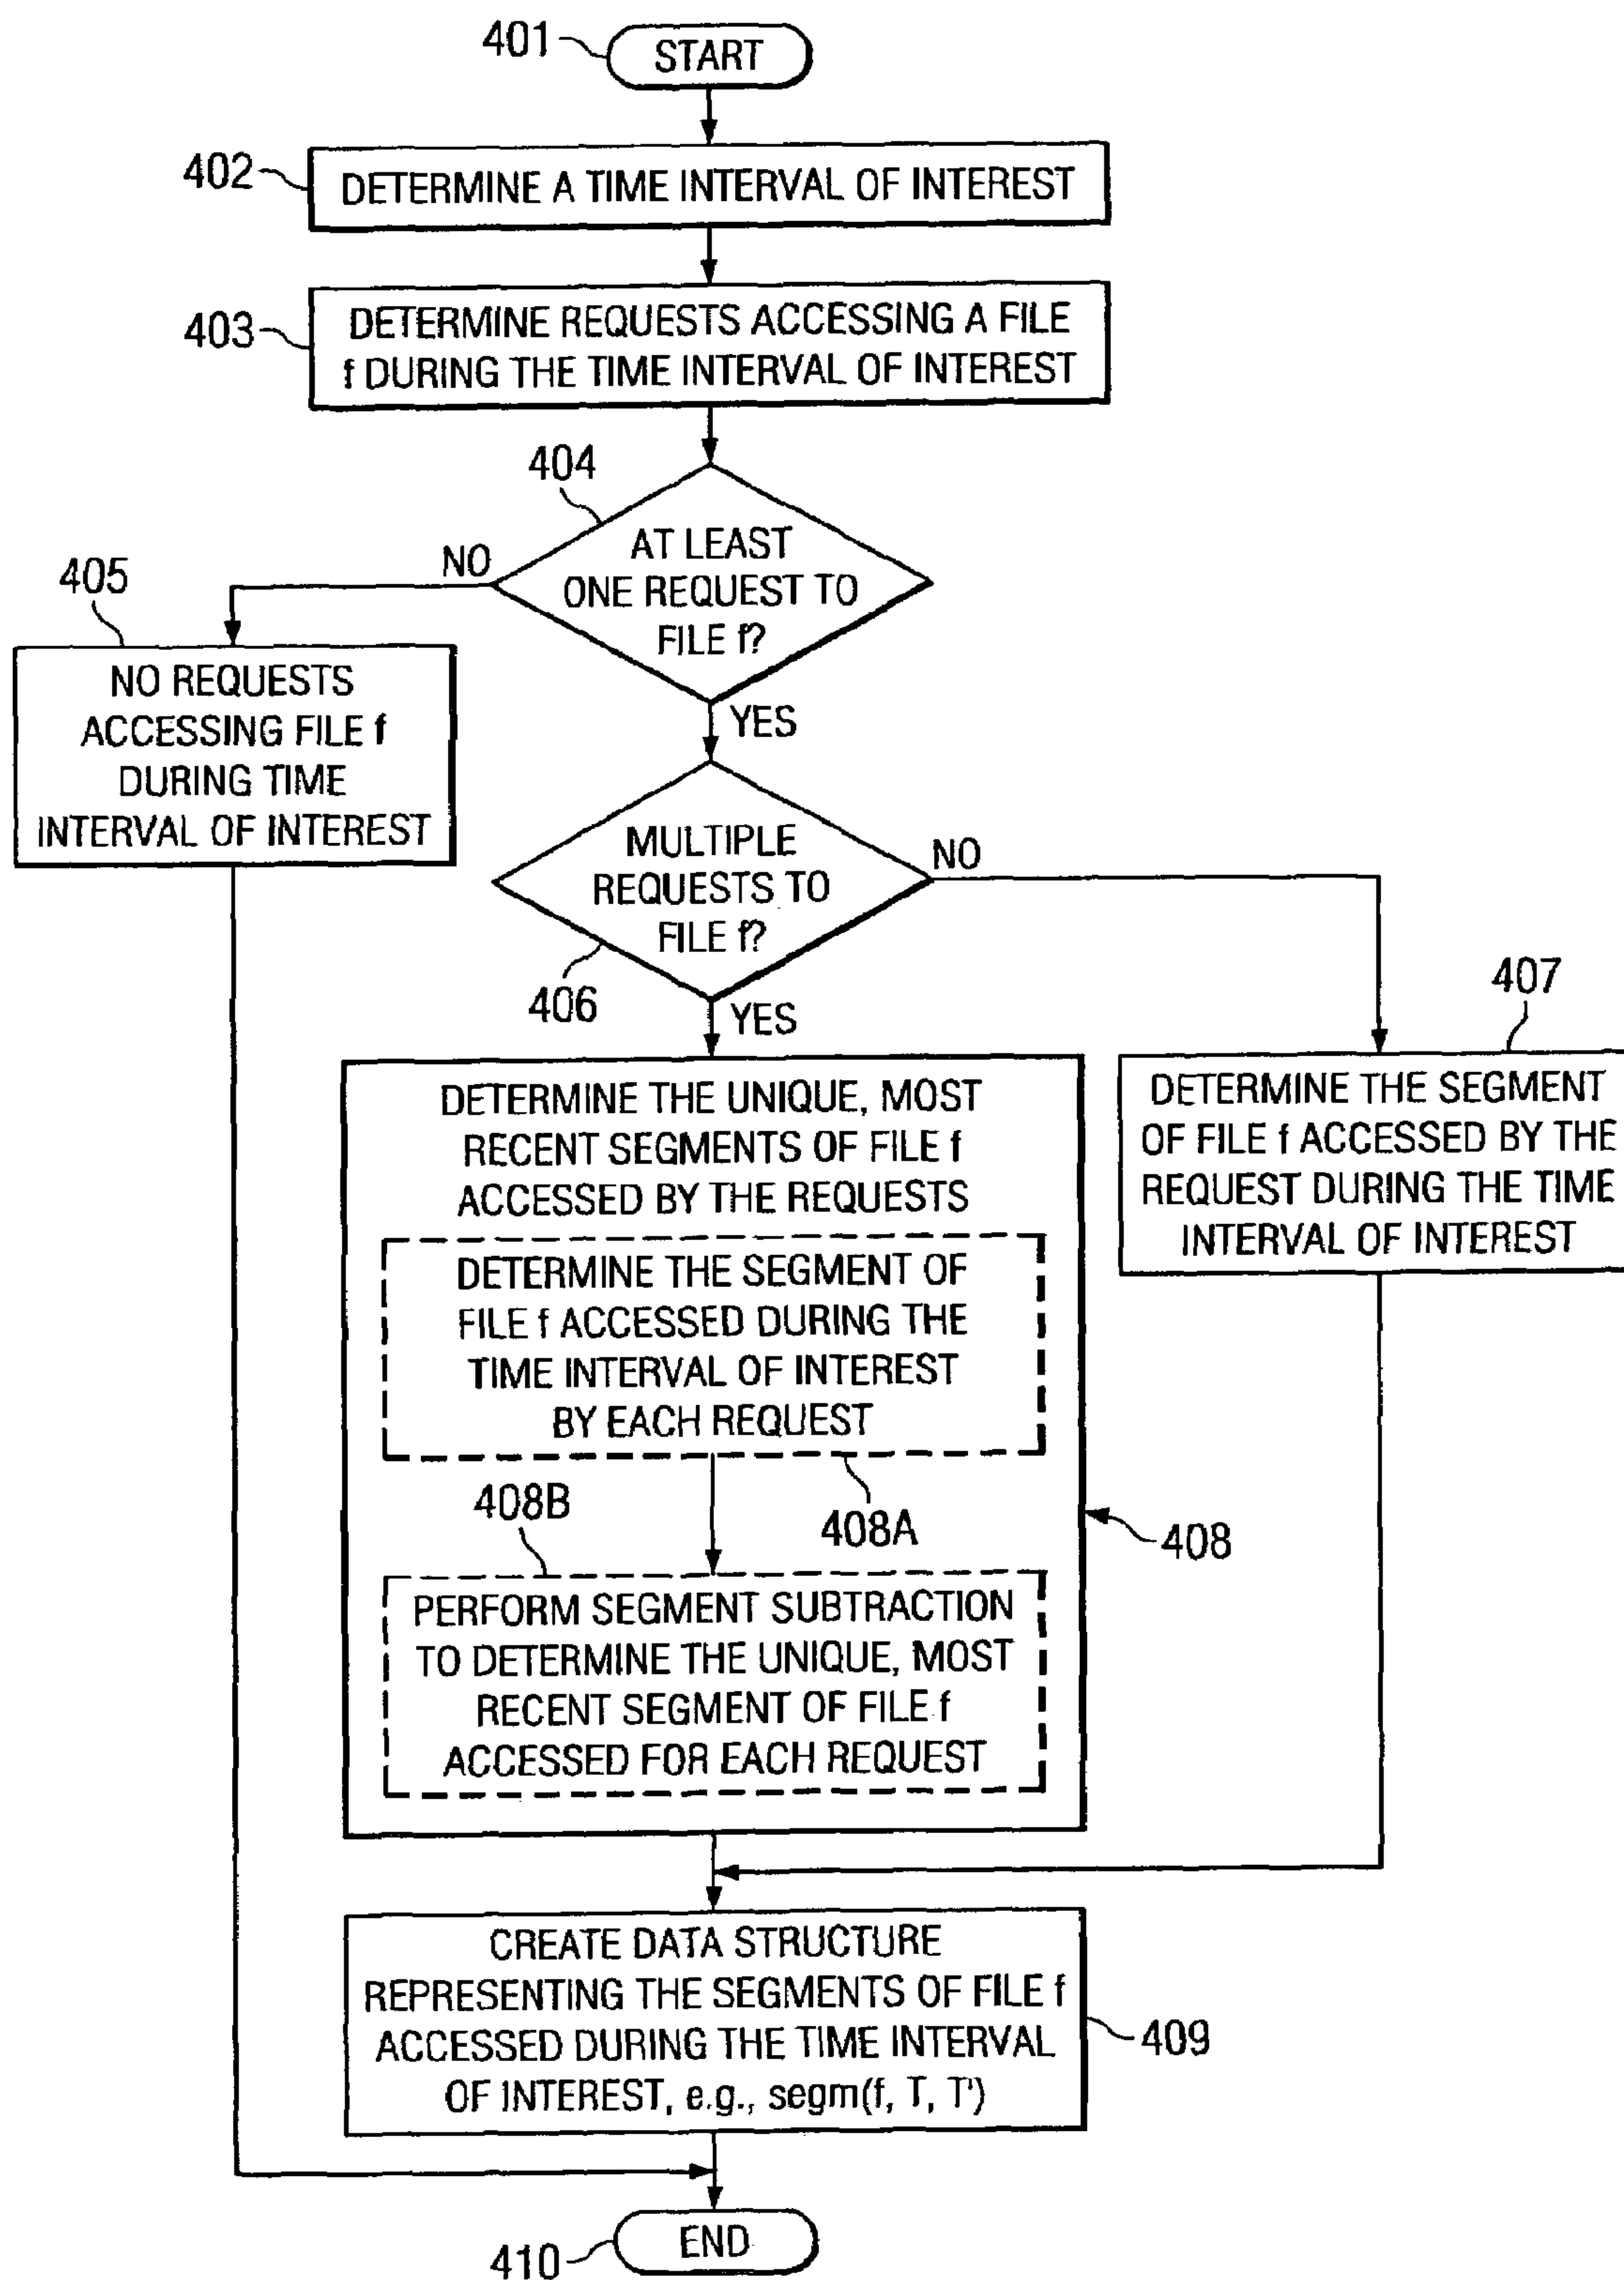 401
START
402
DETERMINE A TIME INTERVAL OF INTEREST
403
DETERMINE REQUESTS ACCESSING A FILE
f DURING THE TIME INTERVAL OF INTEREST
404
AT LEAST
ONE REQUEST TO
FILE f?
NO
YES
405
NO REQUESTS
ACCESSING FILE f
DURING TIME
INTERVAL OF INTEREST
MULTIPLE
REQUESTS TO
FILE f?
NO
406
YES
407
DETERMINE THE SEGMENT
OF FILE f ACCESSED BY THE
REQUEST DURING THE TIME
INTERVAL OF INTEREST
DETERMINE THE UNIQUE, MOST
RECENT SEGMENTS OF FILE f
ACCESSED BY THE REQUESTS
DETERMINE THE SEGMENT OF
FILE f ACCESSED DURING THE
TIME INTERVAL OF INTEREST
BY EACH REQUEST
408B
408A
408
PERFORM SEGMENT SUBTRACTION
TO DETERMINE THE UNIQUE, MOST
RECENT SEGMENT OF FILE f
ACCESSED FOR EACH REQUEST
CREATE DATA STRUCTURE
REPRESENTING THE SEGMENTS OF FILE f
ACCESSED DURING THE TIME INTERVAL
OF INTEREST, e.g., segm(f, T, T')
409
END
410